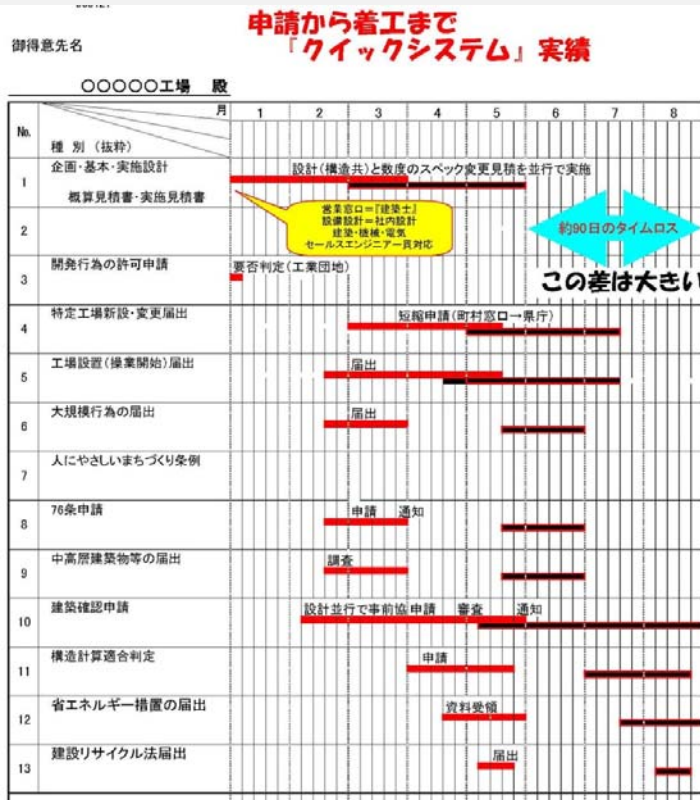 申請から着工まで
『クイックシステム』実績
御得意先名
〇〇〇〇〇工場 殿
月 1 2 3 4 5 6 7 8
No.
種 別 (抜粋)
1 企画・基本・実施設計 設計(構造共)と数度のスペック変更見積を並行で実施
概算見積書・実施見積書
営業窓口=『建築士』
設備設計=社内設計
建築・機械・電気
セールスエンジニア一貫対応
2 約90日のタイムロス
3 開発行為の許可申請 要否判定(工業団地)
この差は大きい
4 特定工場新設・変更届出 短縮申請(町村窓口→県庁)
5 工場設置(操業開始)届出 届出
6 大規模行為の届出 届出
7 人にやさしいまちづくり条例
8 76条申請 申請 通知
9 中高層建築物等の届出 調査
10 建築確認申請 設計並行で事前協 申請 審査 通知
11 構造計算適合判定 申請
12 省エネルギー措置の届出 資料受領
13 建設リサイクル法届出 届出